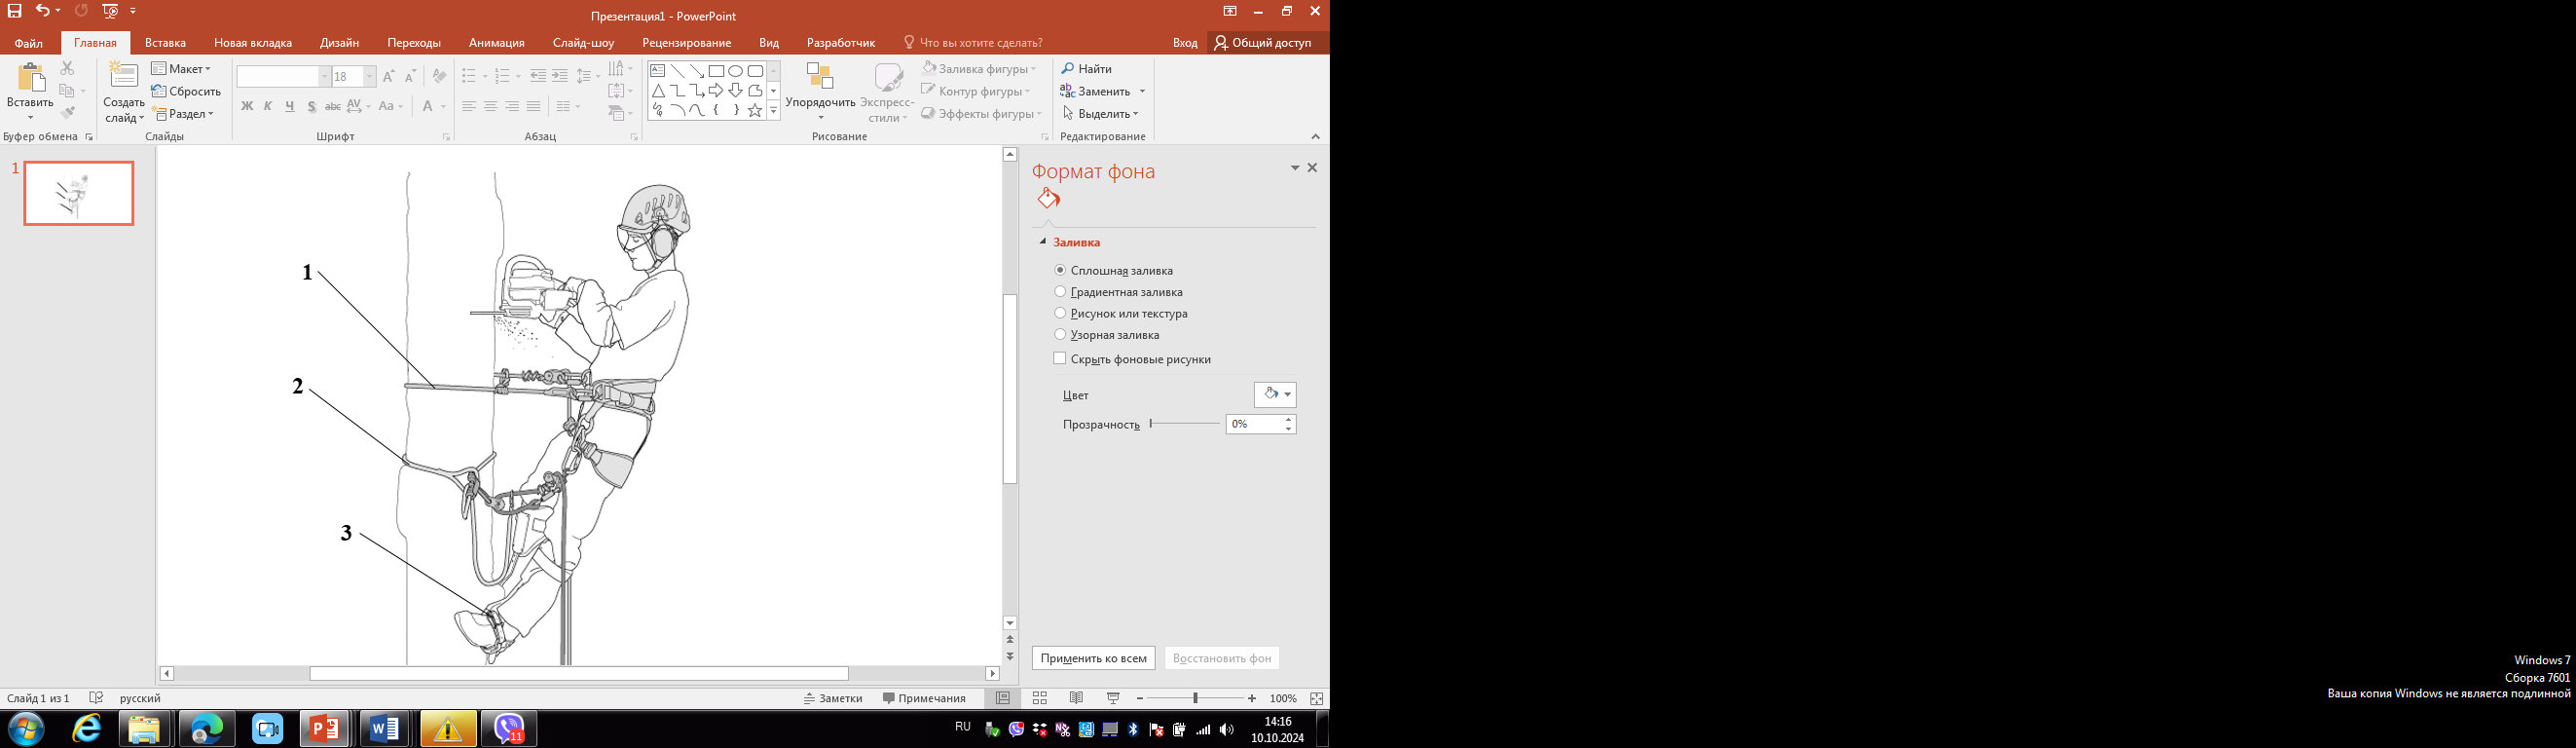 Презентация1 - PowerPoint
Файл Главная Вставка Новая вкладка Дизайн Переходы Анимация Слайд-шоу Рецензирование Вид Разработчик Что вы хотите сделать? Вход Общий доступ
Вставить
Буфер обмена
Создать слайд
Макет
Сбросить
Раздел
Слайды
18
Ж К Ч S abc AV Aa A
Шрифт
Абзац
Упорядочить
Экспресс-стили
Заливка фигуры
Контур фигуры
Эффекты фигуры
Рисование
Найти
Заменить
Выделить
Редактирование
1
1
2
3
Формат фона
Заливка
Сплошная заливка
Градиентная заливка
Рисунок или текстура
Узорная заливка
Скрыть фоновые рисунки
Цвет
Прозрачность 0%
Применить ко всем Восстановить фон
Слайд 1 из 1 русский Заметки Примечания 100%
Windows 7
Сборка 7601
Ваша копия Windows не является подлинной
11
RU
14:16
10.10.2024